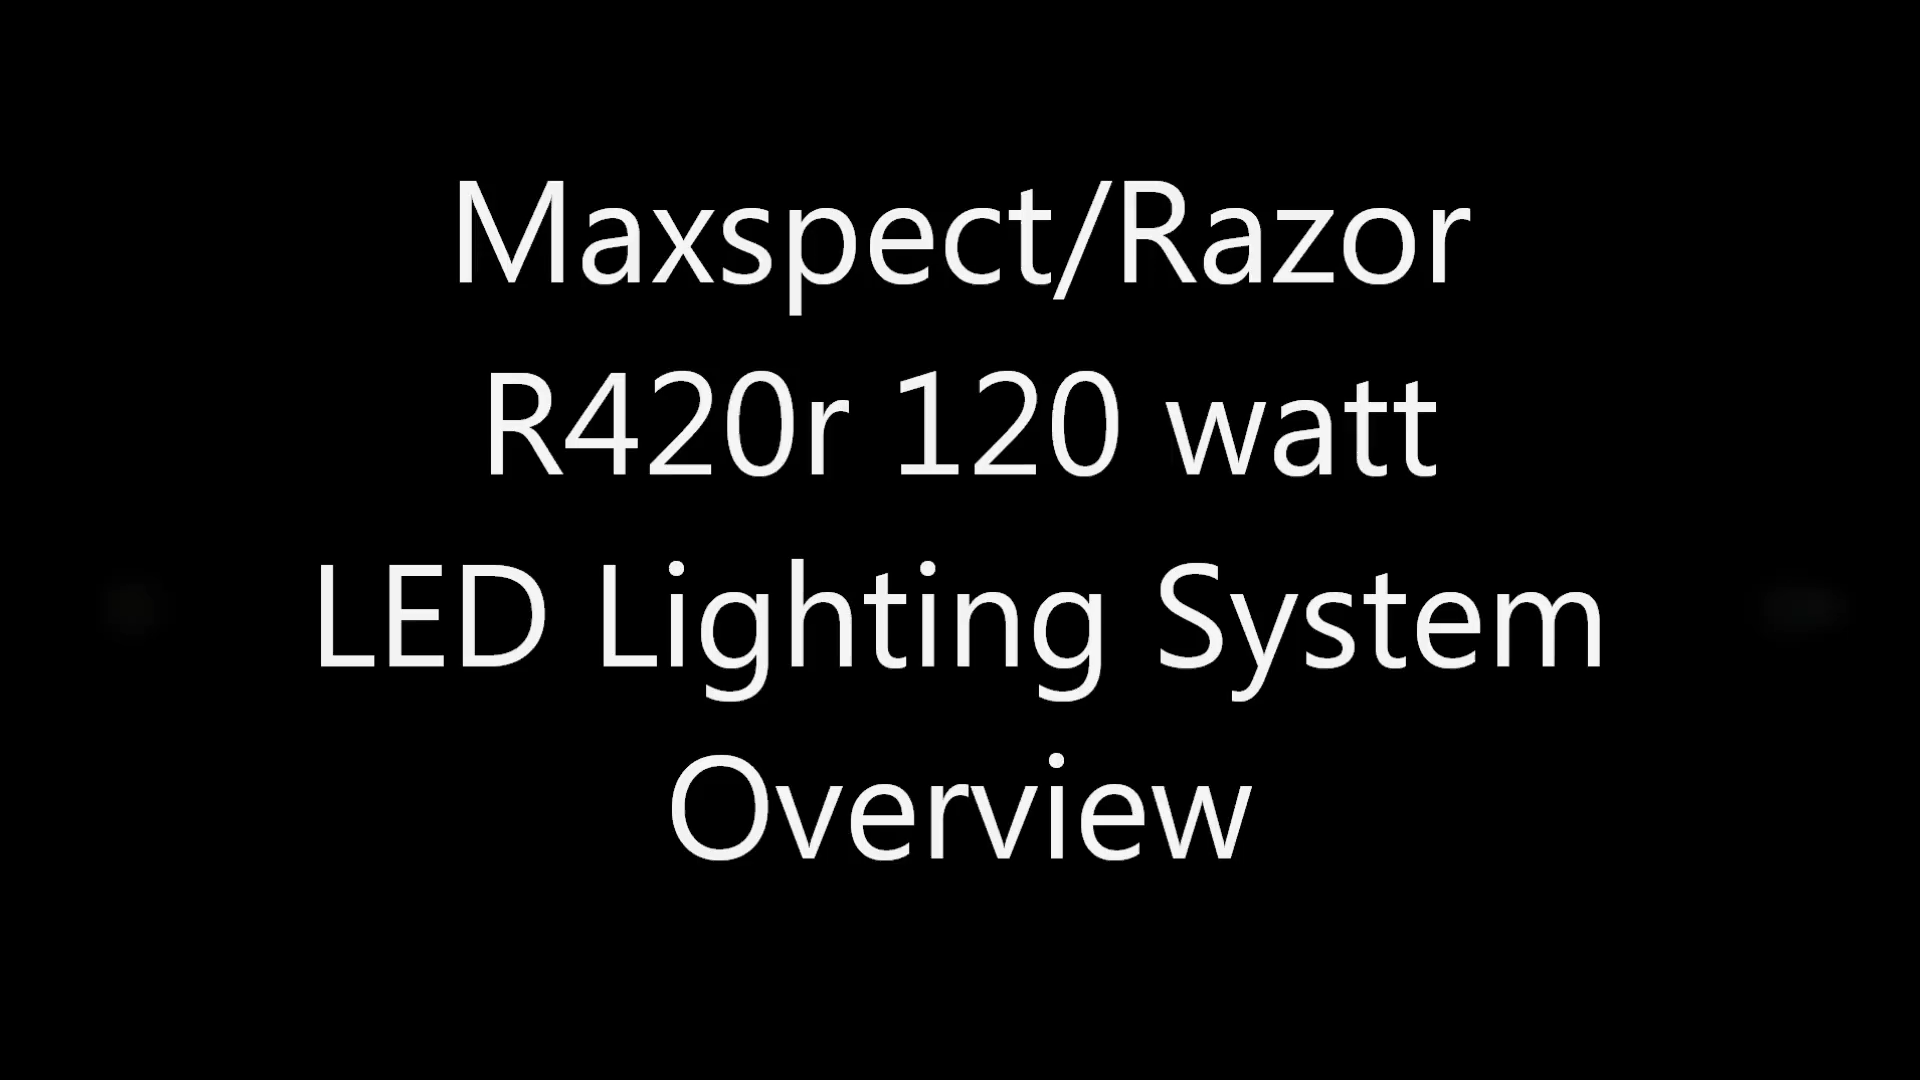 Maxspect/Razor
R420r 120 watt
LED Lighting System
Overview